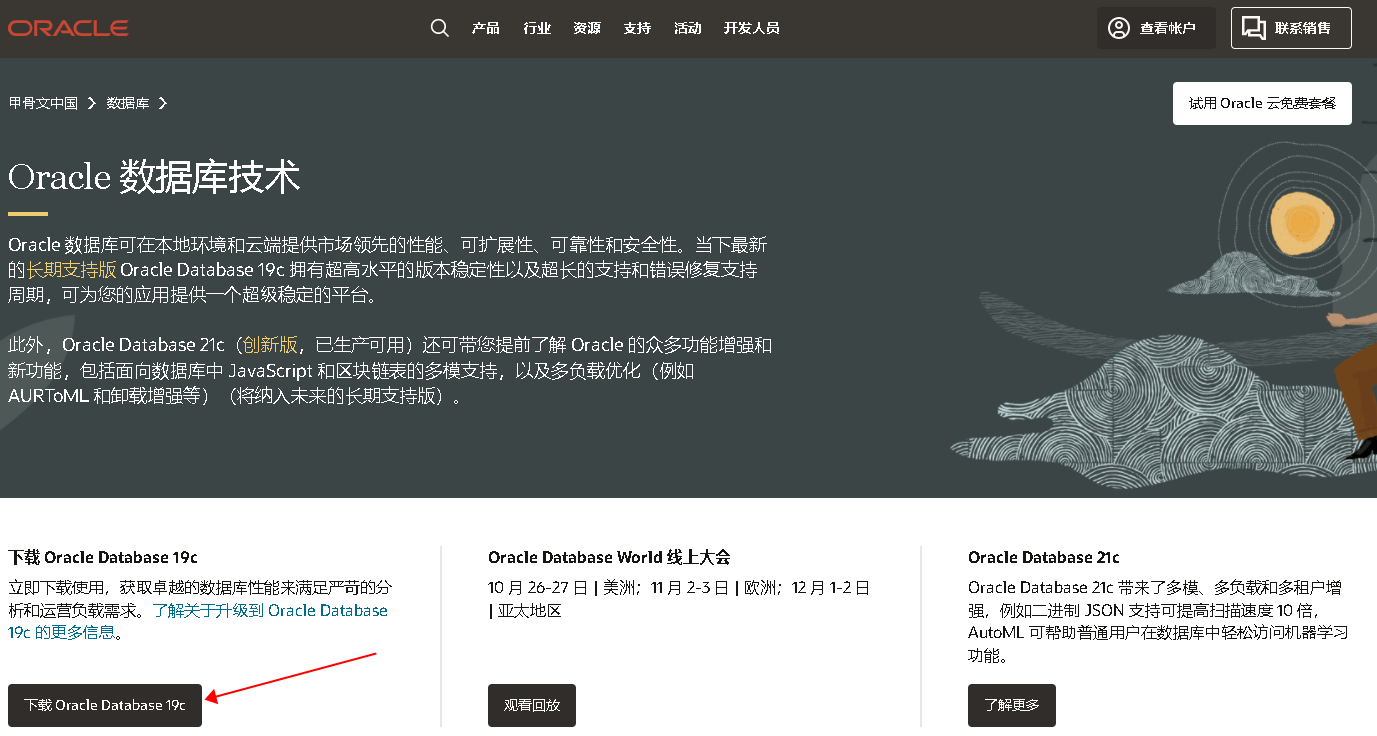 ORACLE
产品 行业 资源 支持 活动 开发人员
查看帐户
联系销售
甲骨文中国 数据库
试用 Oracle 云免费套餐
Oracle 数据库技术
Oracle 数据库可在本地环境和云端提供市场领先的性能、可扩展性、可靠性和安全性。当下最新
的长期支持版 Oracle Database 19c 拥有超高水平的版本稳定性以及超长的支持和错误修复支持
周期，可为您的应用提供一个超级稳定的平台。
此外，Oracle Database 21c（创新版，已生产可用）还可带您提前了解 Oracle 的众多功能增强和
新功能，包括面向数据库中 JavaScript 和区块链表的多模支持，以及多负载优化（例如
AURToML 和卸载增强等）（将纳入未来的长期支持版）。
下载 Oracle Database 19c
立即下载使用，获取卓越的数据库性能来满足严苛的分
析和运营负载需求。了解关于升级到 Oracle Database
19c 的更多信息。
下载 Oracle Database 19c
Oracle Database World 线上大会
10 月 26-27 日 | 美洲；11 月 2-3 日 | 欧洲；12 月 1-2 日
| 亚太地区
观看回放
Oracle Database 21c
Oracle Database 21c 带来了多模、多负载和多租户增
强，例如二进制 JSON 支持可提高扫描速度 10 倍，
AutoML 可帮助普通用户在数据库中轻松访问机器学习
功能。
了解更多